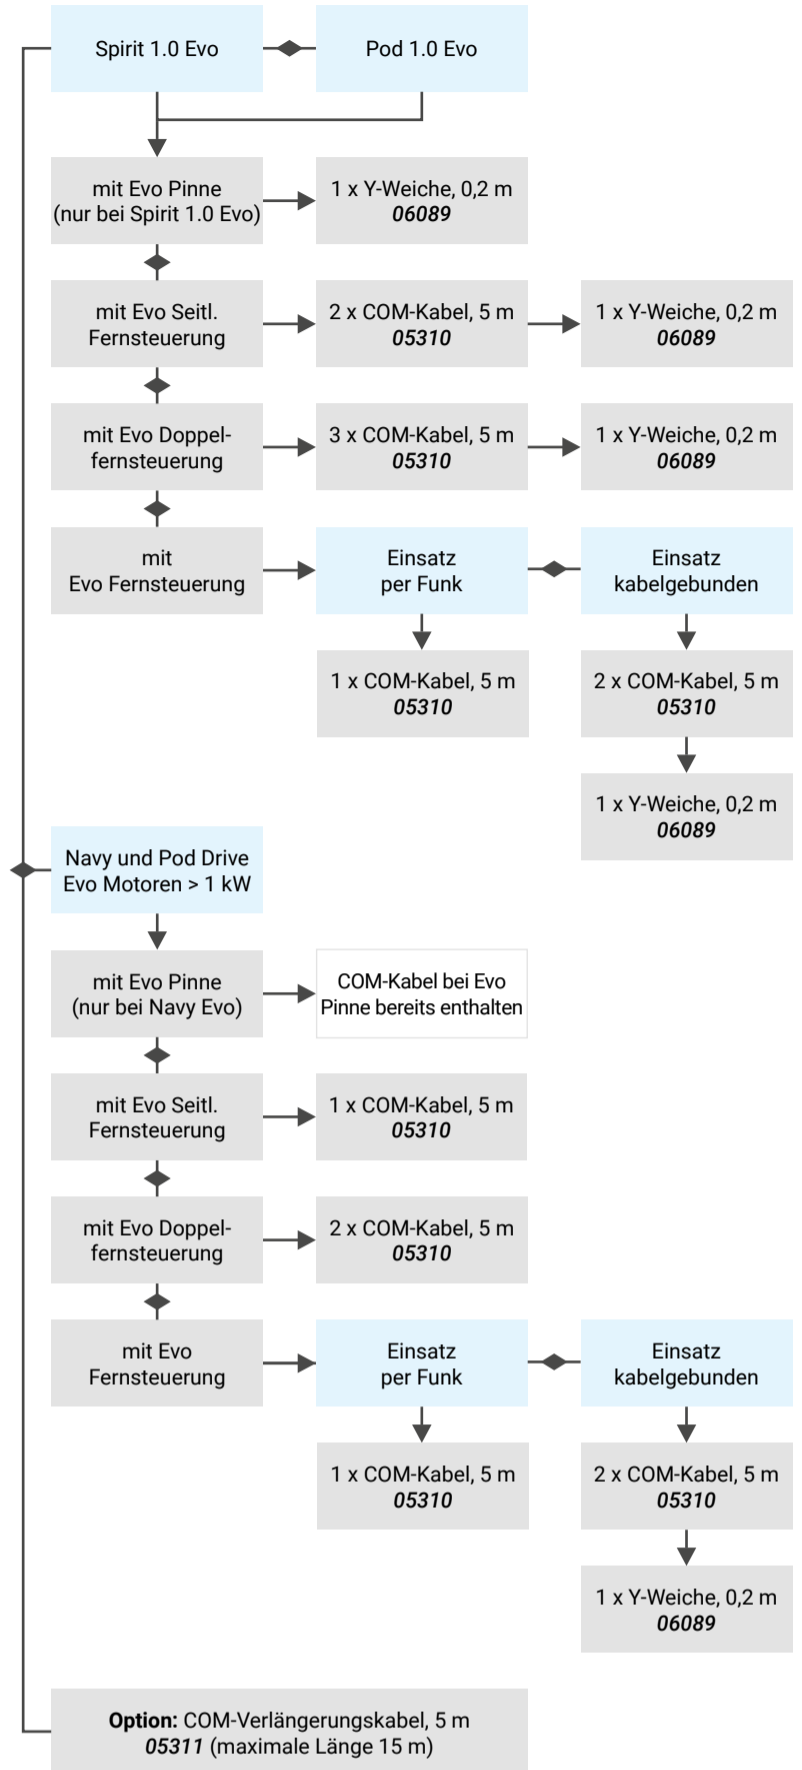 Spirit 1.0 Evo
Pod 1.0 Evo
mit Evo Pinne
(nur bei Spirit 1.0 Evo)
1 x Y-Weiche, 0,2 m
06089
mit Evo Seitl.
Fernsteuerung
2 x COM-Kabel, 5 m
05310
1 x Y-Weiche, 0,2 m
06089
mit Evo Doppel-
fernsteuerung
3 x COM-Kabel, 5 m
05310
1 x Y-Weiche, 0,2 m
06089
mit
Evo Fernsteuerung
Einsatz
per Funk
Einsatz
kabelgebunden
1 x COM-Kabel, 5 m
05310
2 x COM-Kabel, 5 m
05310
1 x Y-Weiche, 0,2 m
06089
Navy und Pod Drive
Evo Motoren > 1 kW
mit Evo Pinne
(nur bei Navy Evo)
COM-Kabel bei Evo
Pinne bereits enthalten
mit Evo Seitl.
Fernsteuerung
1 x COM-Kabel, 5 m
05310
mit Evo Doppel-
fernsteuerung
2 x COM-Kabel, 5 m
05310
mit Evo
Fernsteuerung
Einsatz
per Funk
Einsatz
kabelgebunden
1 x COM-Kabel, 5 m
05310
2 x COM-Kabel, 5 m
05310
1 x Y-Weiche, 0,2 m
06089
Option: COM-Verlängerungskabel, 5 m
05311 (maximale Länge 15 m)